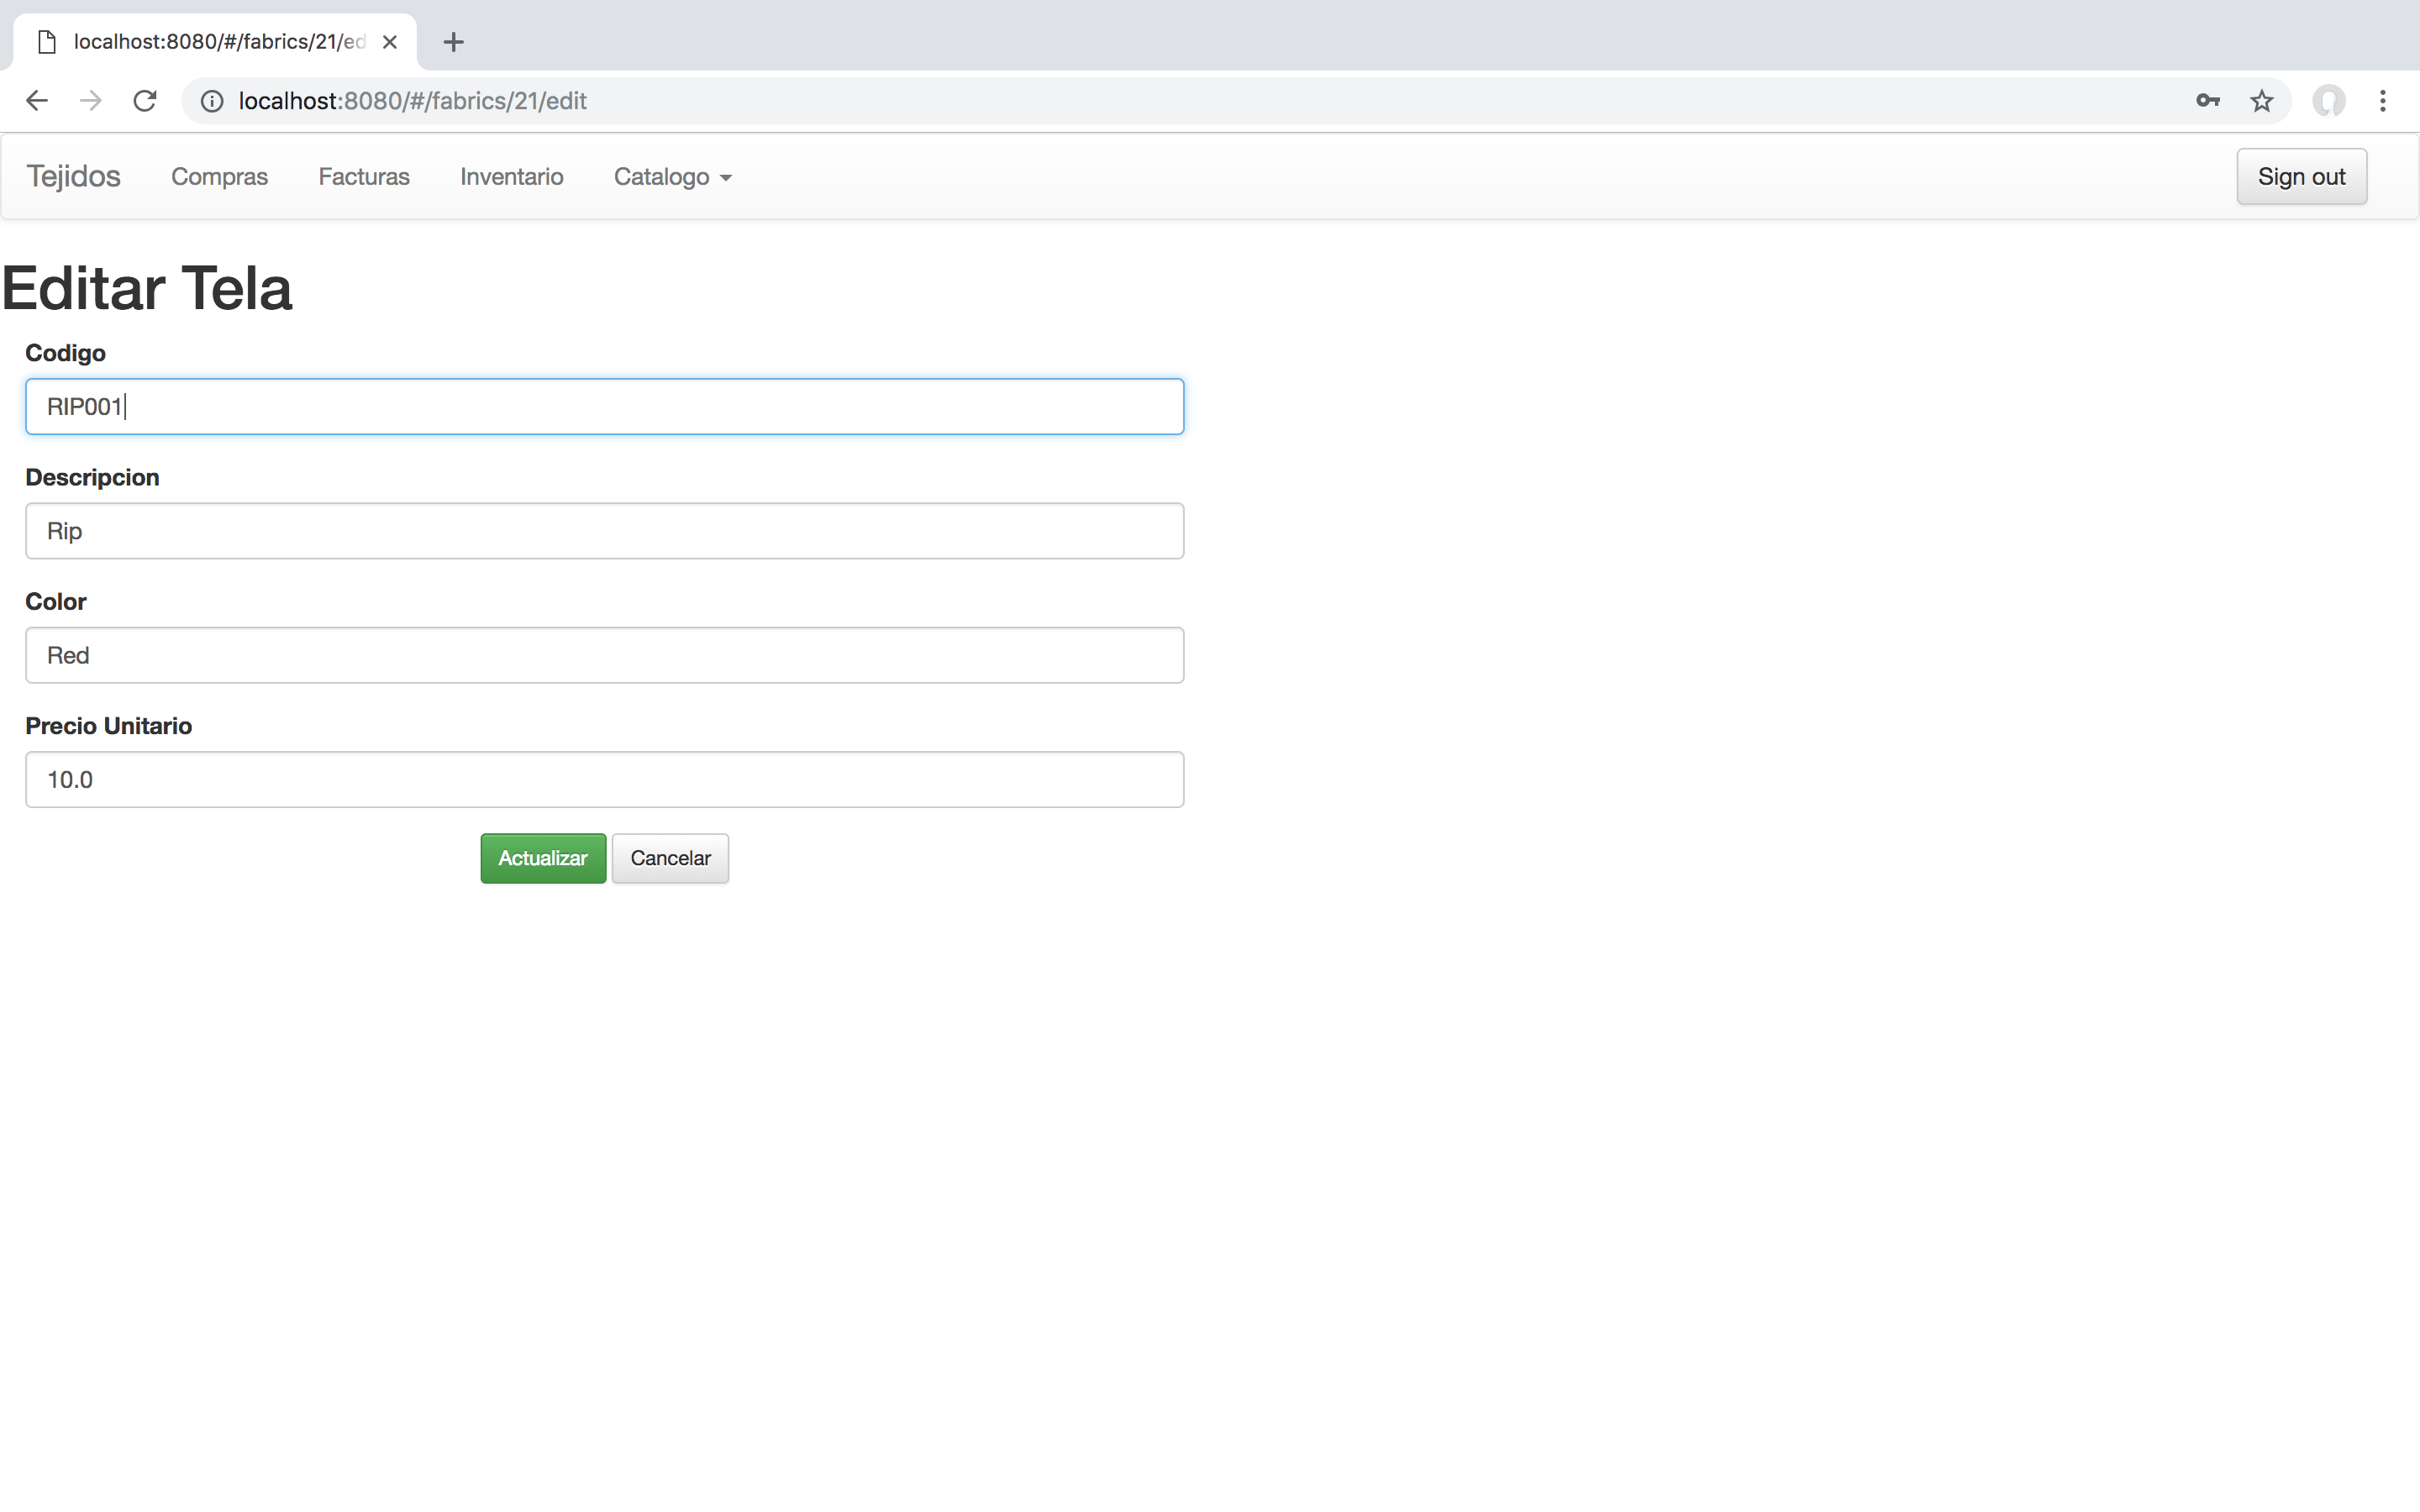 localhost:8080/#/fabrics/21/ed
localhost:8080/#/fabrics/21/edit
Tejidos Compras Facturas Inventario Catalogo Sign out
Editar Tela
Codigo
RIP001
Descripcion
Rip
Color
Red
Precio Unitario
10.0
Actualizar Cancelar